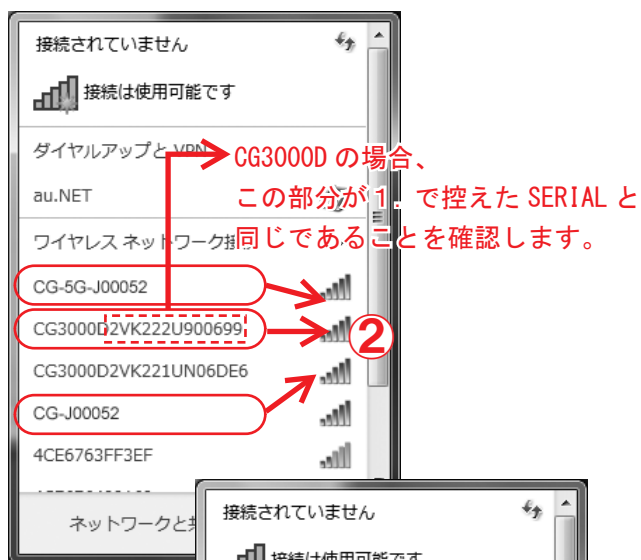 接続されていません
接続は使用可能です
ダイヤルアップと VPN
CG3000D の場合、
au.NET
この部分が1．で控えた SERIAL と
ワイヤレス ネットワーク接
同じであることを確認します。
CG-5G-J00052
CG3000D2VK222U900699
②
CG3000D2VK221UN06DE6
CG-J00052
4CE6763FF3EF
ネットワークと共
接続されていません
接続は使用可能です